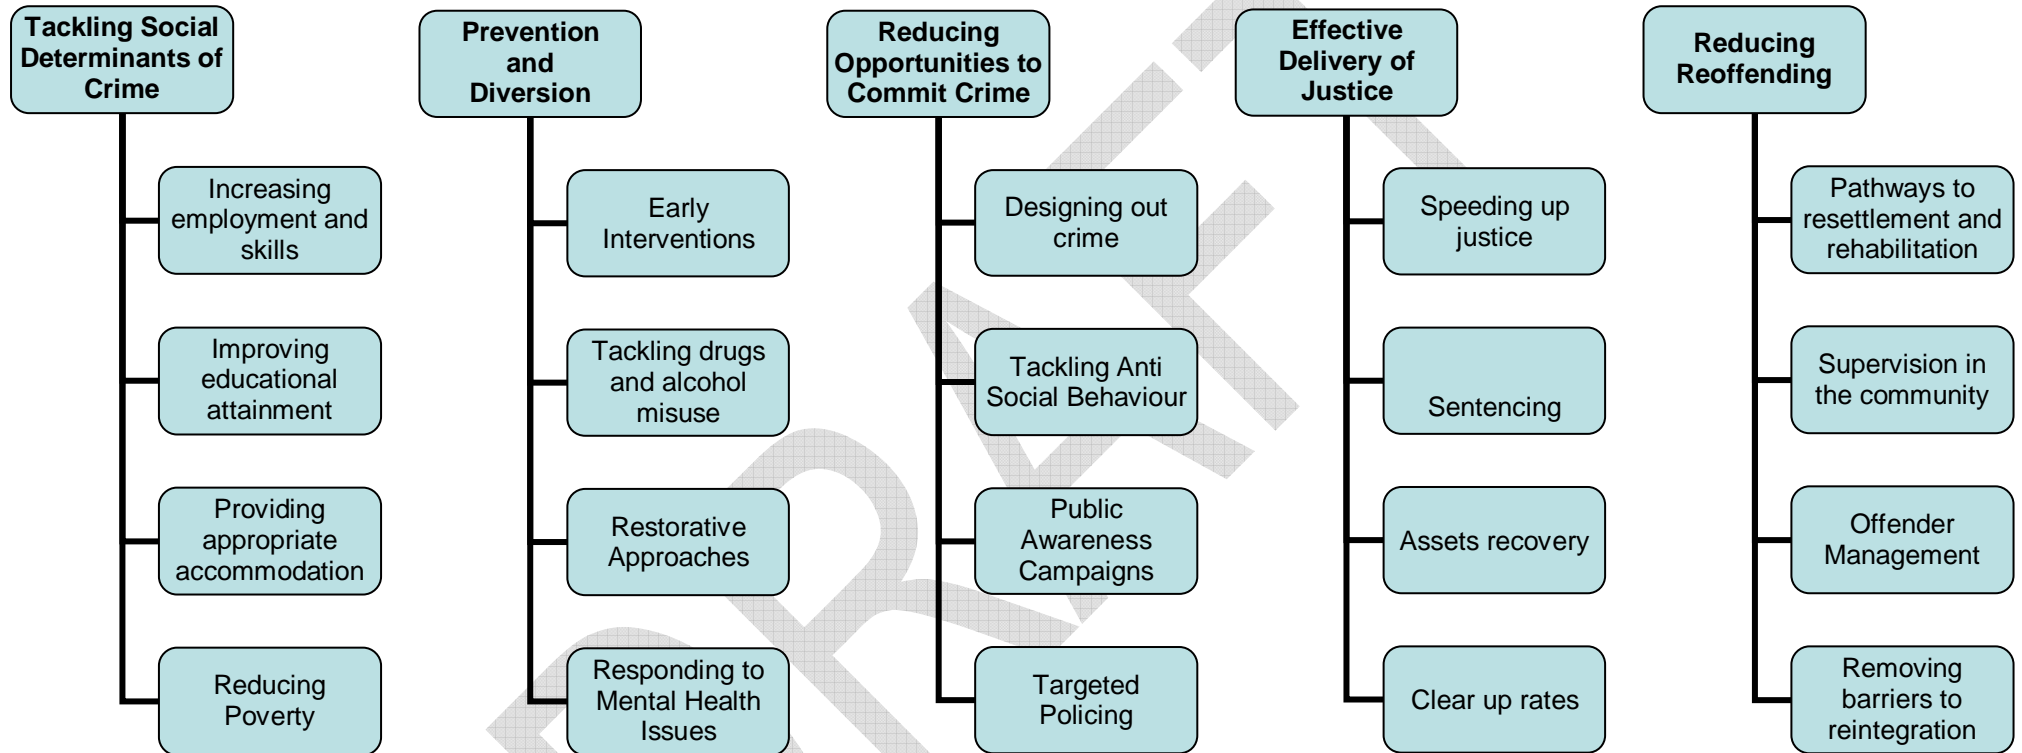 Tackling Social
Determinants of
Crime
Increasing
employment and
skills
Improving
educational
attainment
Providing
appropriate
accommodation
Reducing
Poverty
Prevention
and
Diversion
Early
Interventions
Tackling drugs
and alcohol
misuse
Restorative
Approaches
Responding to
Mental Health
Issues
Reducing
Opportunities to
Commit Crime
Designing out
crime
Tackling Anti
Social Behaviour
Public
Awareness
Campaigns
Targeted
Policing
Effective
Delivery of
Justice
Speeding up
justice
Sentencing
Assets recovery
Clear up rates
Reducing
Reoffending
Pathways to
resettlement and
rehabilitation
Supervision in
the community
Offender
Management
Removing
barriers to
reintegration
DRAFT